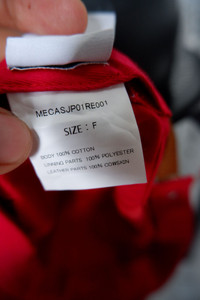 MECASJP01RE001
SIZE : F
BODY 100% COTTON
LINING PARTS 100% POLYESTER
LEATHER PARTS 100% COWSKIN